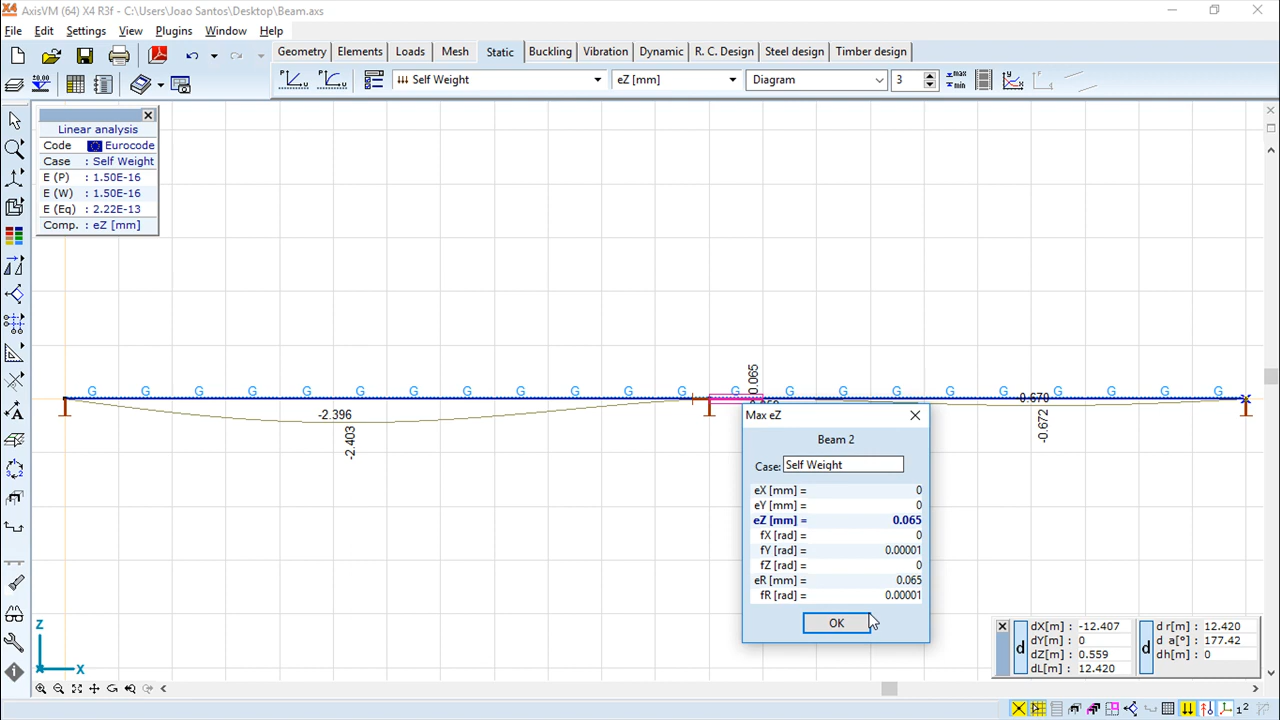 AxisVM (64) X4 R3f - C:\Users\Joao Santos\Desktop\Beam.axs
File Edit Settings View Plugins Window Help
Geometry Elements Loads Mesh Static Buckling Vibration Dynamic R. C. Design Steel design Timber design
Self Weight eZ [mm] Diagram 3 max min
Linear analysis
Code Eurocode
Case : Self Weight
E (P) : 1.50E-16
E (W) : 1.50E-16
E (Eq) : 2.22E-13
Comp. : eZ [mm]
0.065
G G G G G G G G G G G G G G G G G G G G G G
-2.396
-2.403
-0.672
Max eZ
Beam 2
Case: Self Weight
eX [mm] = 0
eY [mm] = 0
eZ [mm] = 0.065
fX [rad] = 0
fY [rad] = 0.00001
fZ [rad] = 0
eR [mm] = 0.065
fR [rad] = 0.00001
OK
Z
X
d dX[m] : -12.407
dY[m] : 0
dZ[m] : 0.559
dL[m] : 12.420
d d r[m] : 12.420
d a[°] : 177.42
dh[m] : 0